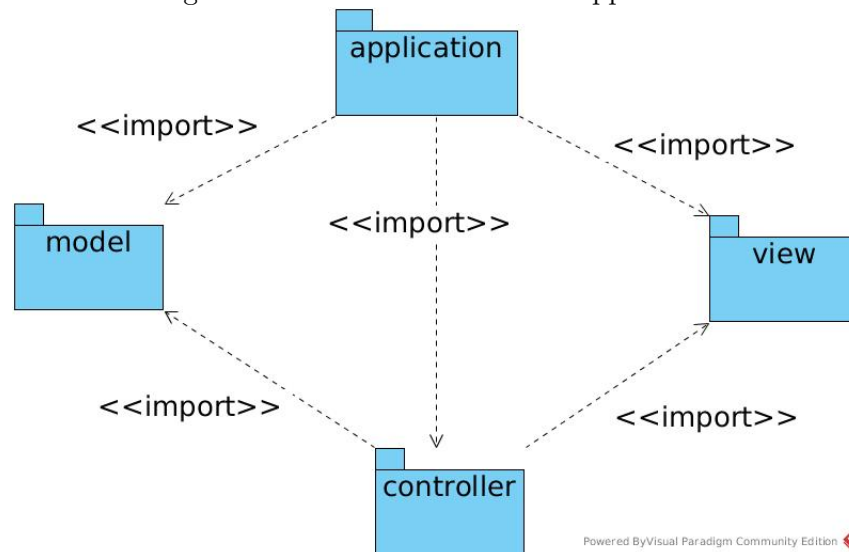 application
<<import>>
<<import>>
<<import>>
model
view
<<import>>
<<import>>
controller
Powered ByVisual Paradigm Community Edition